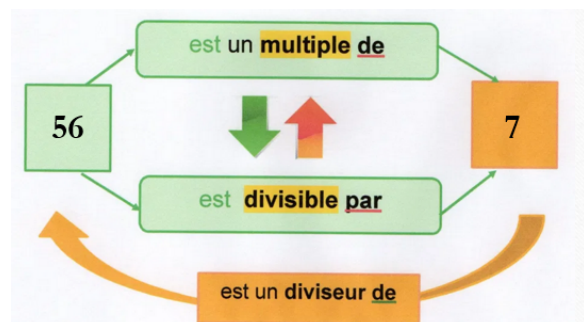 est un multiple de
56
7
est divisible par
est un diviseur de